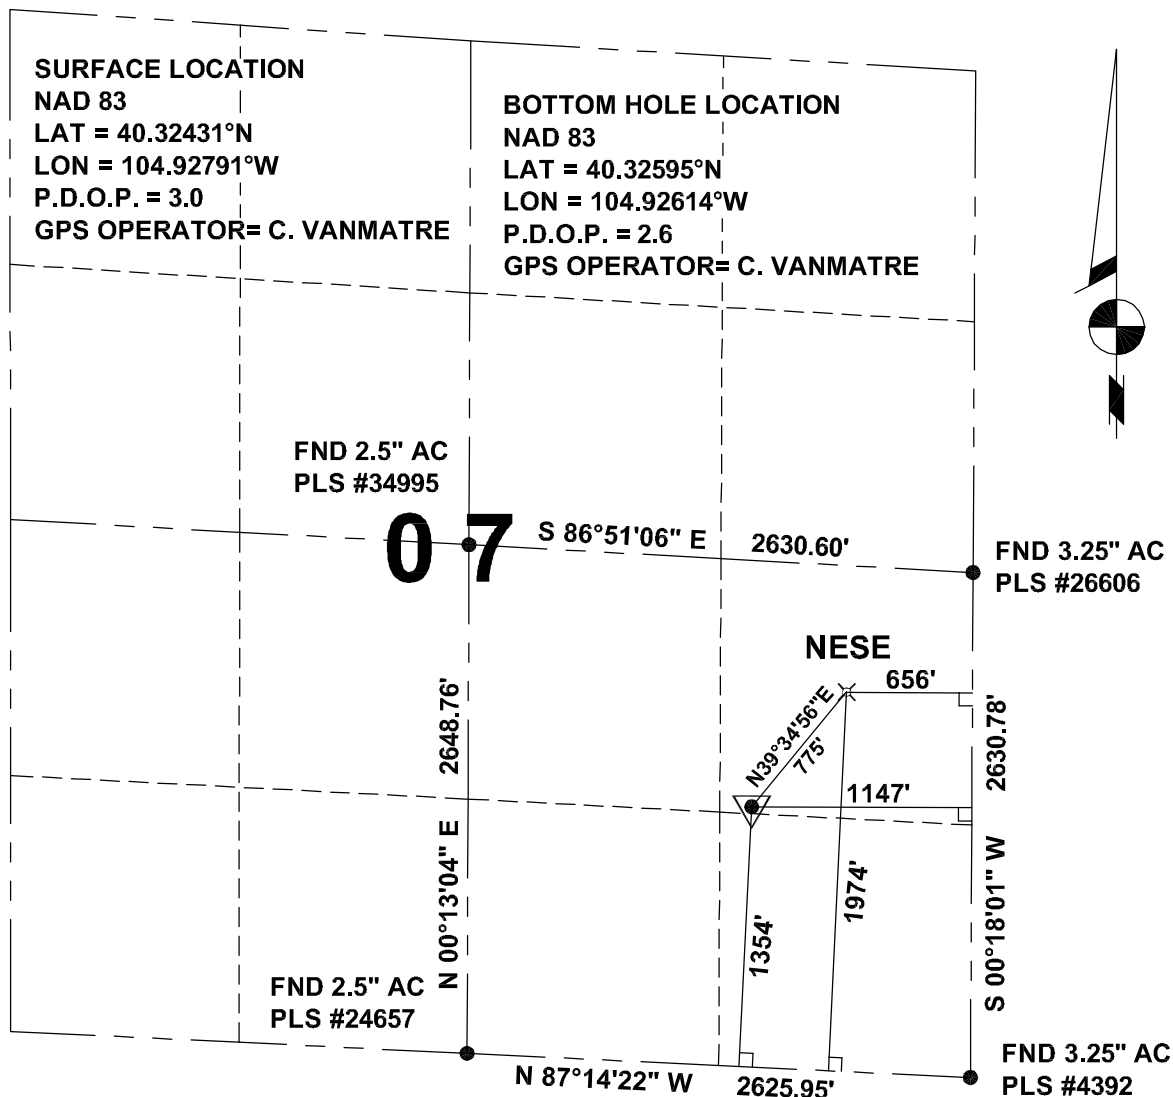 SURFACE LOCATION
NAD 83
LAT = 40.32431°N
LON = 104.92791°W
P.D.O.P. = 3.0
GPS OPERATOR= C. VANMATRE
BOTTOM HOLE LOCATION
NAD 83
LAT = 40.32595°N
LON = 104.92614°W
P.D.O.P. = 2.6
GPS OPERATOR= C. VANMATRE
FND 2.5" AC
PLS #34995
07
S 86°51'06" E 2630.60'
FND 3.25" AC
PLS #26606
NESE
656'
N39°34'56"E
775'
1147'
2648.76'
N 00°13'04" E
2630.78'
S 00°18'01" W
1974'
1354'
FND 2.5" AC
PLS #24657
N 87°14'22" W 2625.95'
FND 3.25" AC
PLS #4392